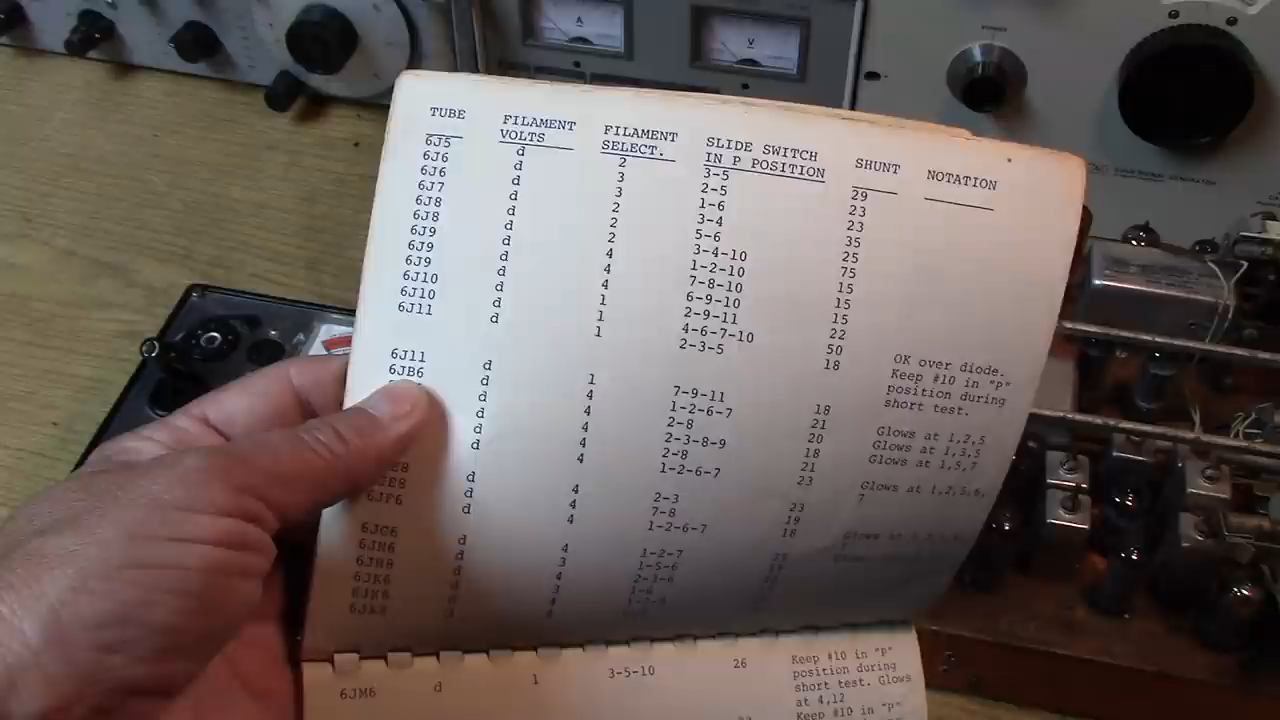 TUBE FILAMENT VOLTS FILAMENT SELECT. SLIDE SWITCH IN P POSITION SHUNT NOTATION
6J5 d 2 3-5 29
6J6 d 3 2-5 23
6J6 d 3 1-6 23
6J7 d 2 3-4 35
6J8 d 2 5-6 25
6J8 d 2 3-4-10 75
6J9 d 4 1-2-10 15
6J9 d 4 7-8-10 15
6J9 d 4 6-9-10 15
6J10 d 1 2-9-11 22
6J10 d 1 4-6-7-10 50
6J11 d 1 2-3-5 18 OK over diode.
Keep #10 in "P"
position during
short test.
6J11 d 1 7-9-11 18
6JB6 d 4 1-2-6-7 21 Glows at 1,2,5
d 4 2-8 20 Glows at 1,3,5
d 4 2-3-8-9 18 Glows at 1,5,7
d 4 2-8 21
d 4 1-2-6-7 23 Glows at 1,2,5,6,
7
d 4 2-3 23
d 4 7-8 19
6JF6 d 4 1-2-6-7 18
6JG6 d 4 1-2-7
6JH6 d 3 1-5-6
6JH8 d 4 2-3-6
6JK6 3 1-6
6JM6 d 1 3-5-10 26 Keep #10 in "P"
position during
short test. Glows
at 4,12
Keep #10 in "P"
A
V
POWER